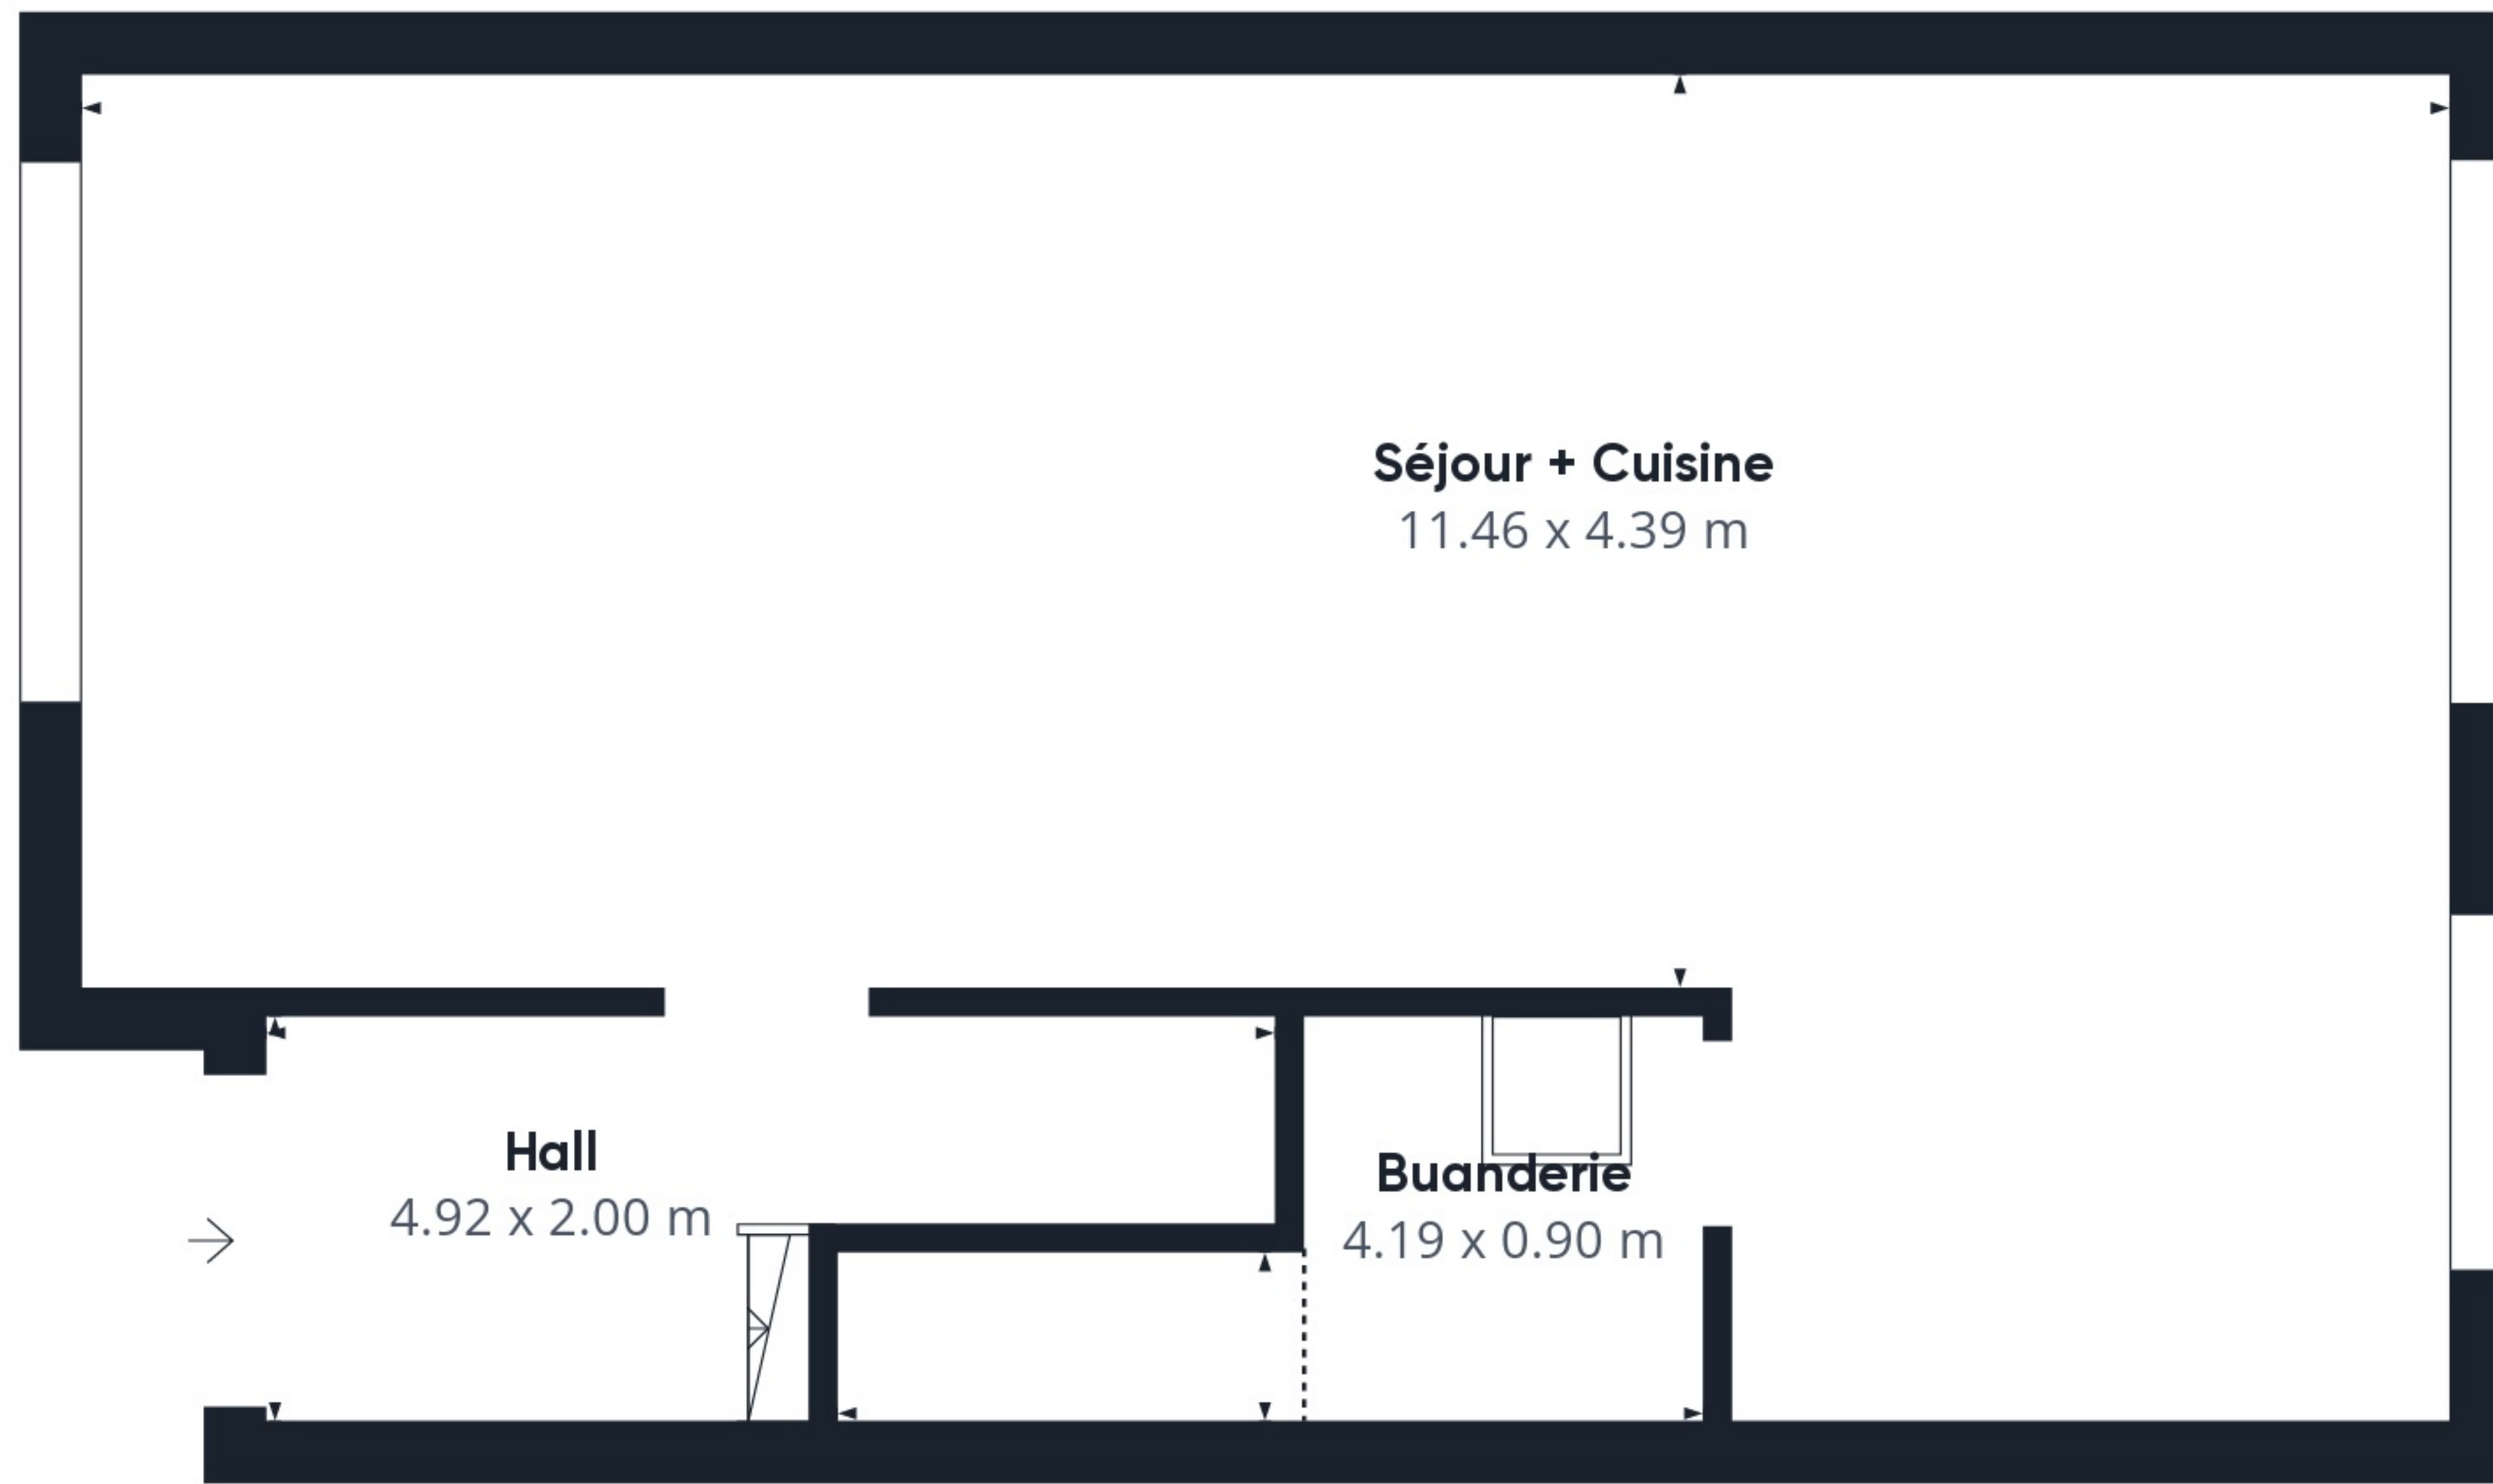 Séjour + Cuisine
11.46 x 4.39 m
Hall
4.92 x 2.00 m
Buanderie
4.19 x 0.90 m